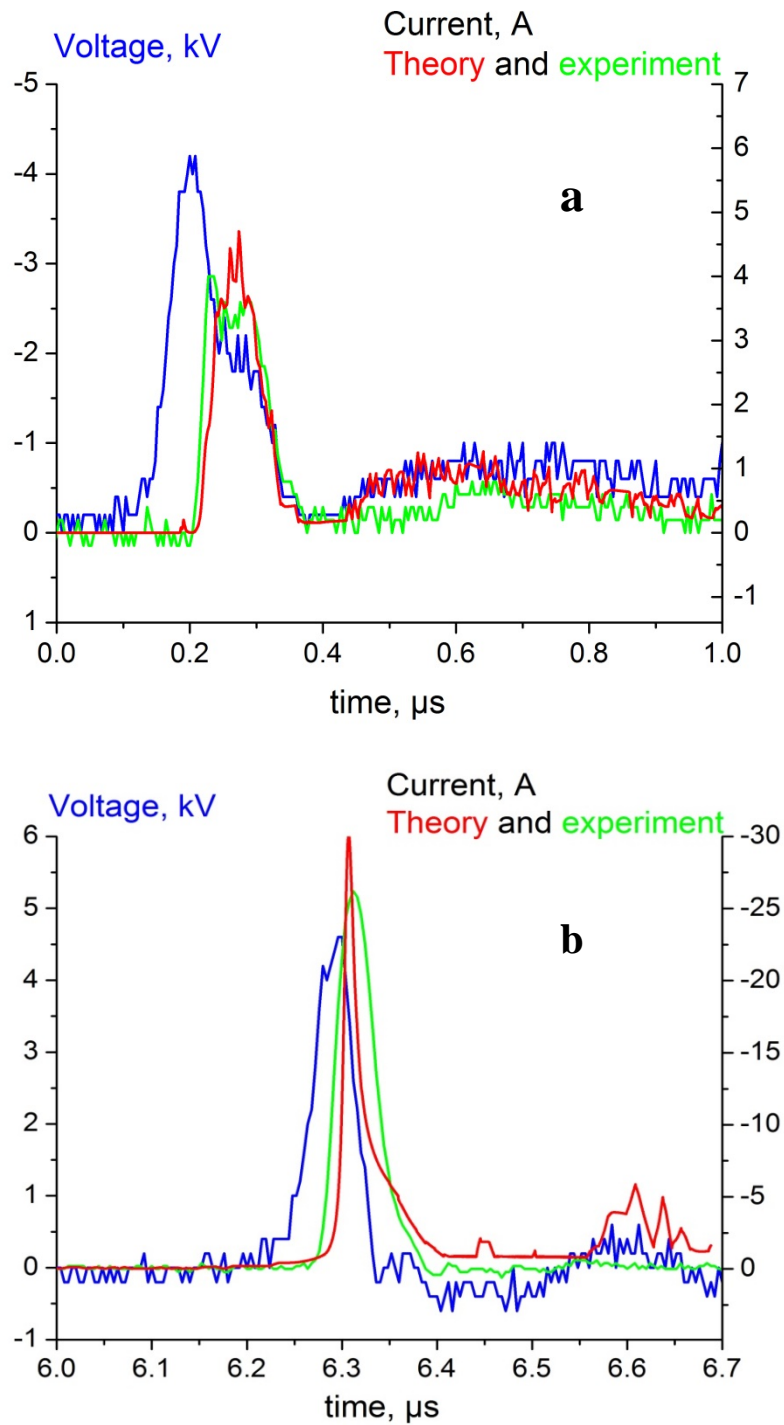 Voltage, kV
Current, A
Theory and experiment
a
-5
-4
-3
-2
-1
0
1
7
6
5
4
3
2
1
0
-1
0.0 0.2 0.4 0.6 0.8 1.0
time, µs
Voltage, kV
Current, A
Theory and experiment
b
6
5
4
3
2
1
0
-1
-30
-25
-20
-15
-10
-5
0
6.0 6.1 6.2 6.3 6.4 6.5 6.6 6.7
time, µs